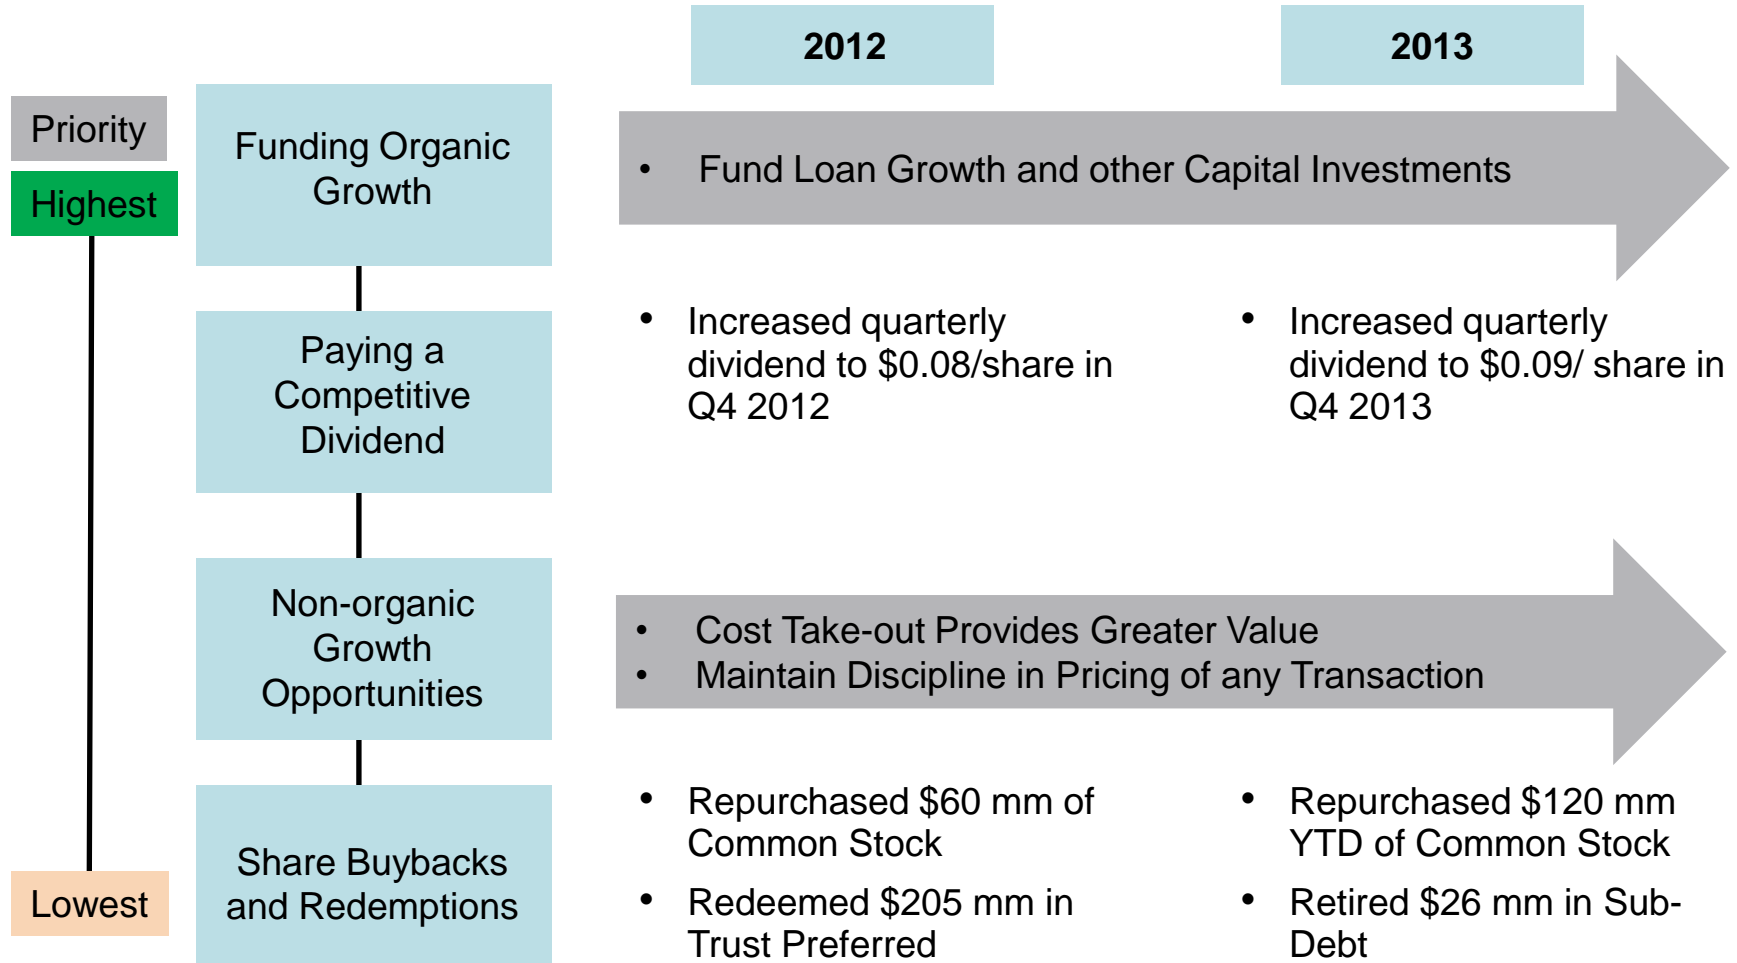 2012
2013
Priority
Highest
Funding Organic
Growth
• Fund Loan Growth and other Capital Investments
Paying a
Competitive
Dividend
• Increased quarterly
dividend to $0.08/share in
Q4 2012
• Increased quarterly
dividend to $0.09/ share in
Q4 2013
Non-organic
Growth
Opportunities
• Cost Take-out Provides Greater Value
• Maintain Discipline in Pricing of any Transaction
Lowest
Share Buybacks
and Redemptions
• Repurchased $60 mm of
Common Stock
• Redeemed $205 mm in
Trust Preferred
• Repurchased $120 mm
YTD of Common Stock
• Retired $26 mm in Sub-
Debt